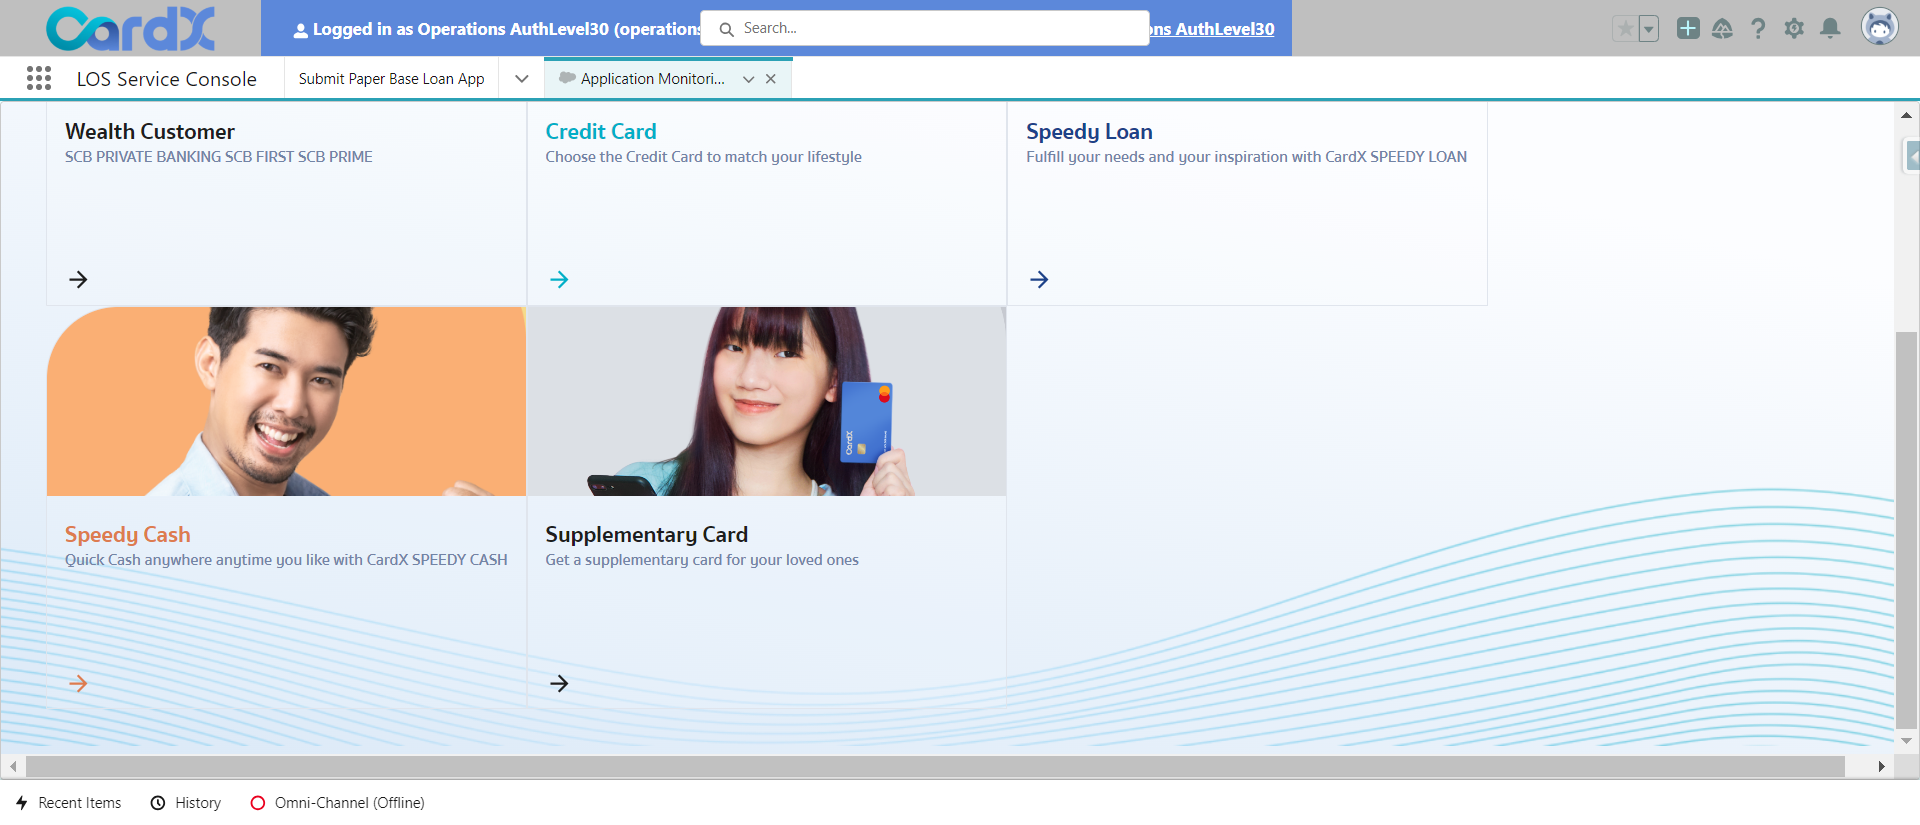 CardX
Logged in as Operations AuthLevel30 (operations
Search...
ons AuthLevel30
LOS Service Console
Submit Paper Base Loan App
Application Monitori...
Wealth Customer
SCB PRIVATE BANKING SCB FIRST SCB PRIME
Credit Card
Choose the Credit Card to match your lifestyle
Speedy Loan
Fulfill your needs and your inspiration with CardX SPEEDY LOAN
CardX
Speedy Cash
Quick Cash anywhere anytime you like with CardX SPEEDY CASH
Supplementary Card
Get a supplementary card for your loved ones
Recent Items
History
Omni-Channel (Offline)